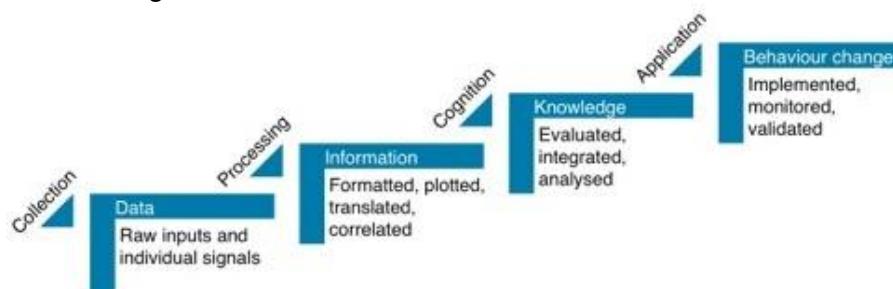 Collection
Data
Raw inputs and
individual signals
Processing
Information
Formatted, plotted,
translated,
correlated
Cognition
Knowledge
Evaluated,
integrated,
analysed
Application
Behaviour change
Implemented,
monitored,
validated